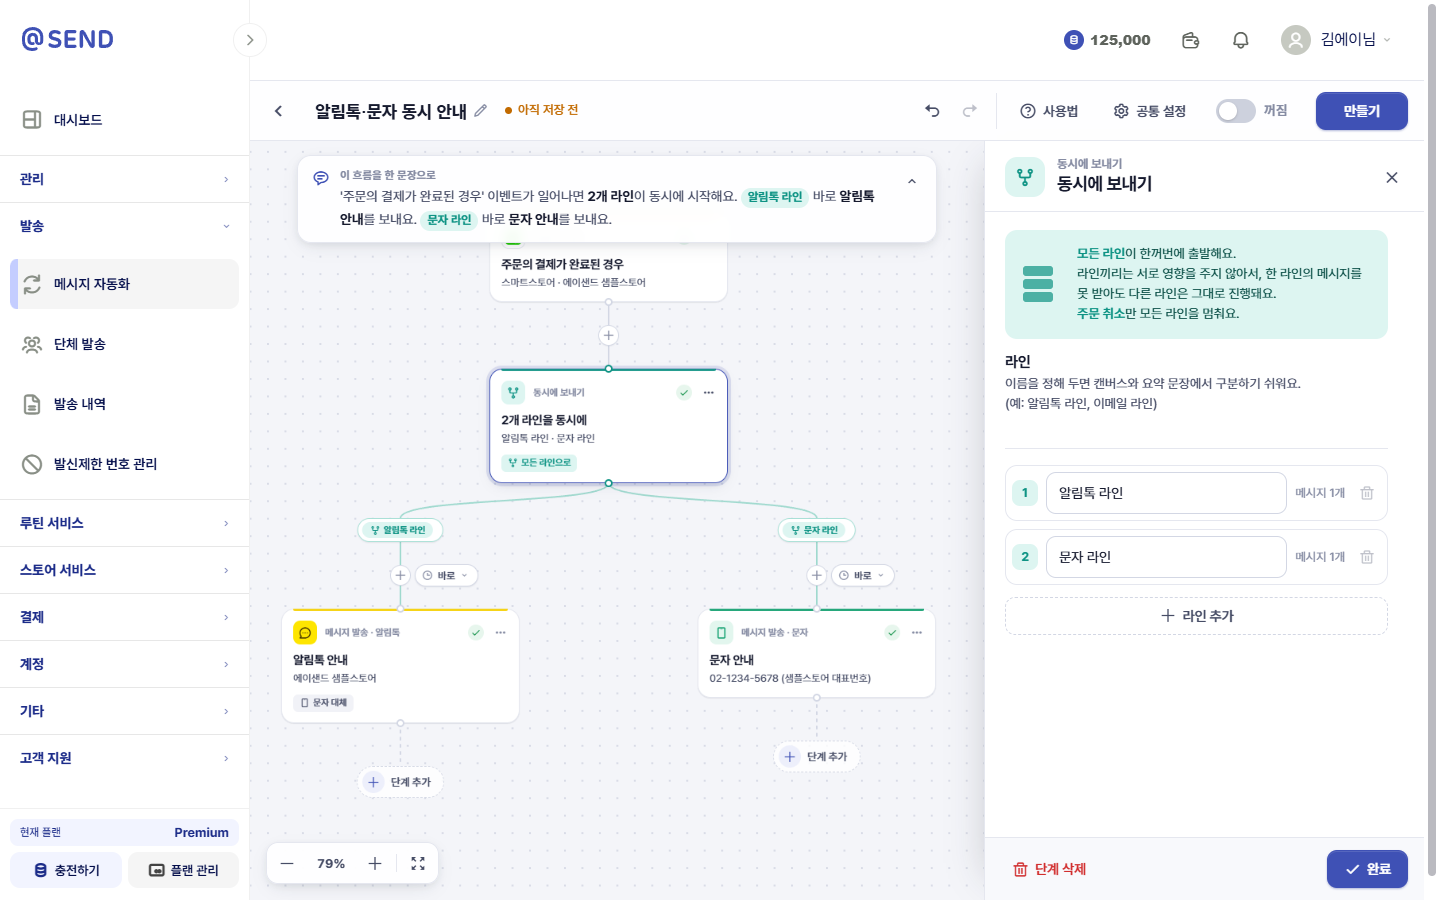 @SEND
125,000
김에이님
대시보드
관리
발송
메시지 자동화
단체 발송
발송 내역
발신제한 번호 관리
루틴 서비스
스토어 서비스
결제
계정
기타
고객 지원
현재 플랜 Premium
충전하기
플랜 관리
알림톡·문자 동시 안내
아직 저장 전
사용법
공통 설정
꺼짐
만들기
이 흐름을 한 문장으로
'주문의 결제가 완료된 경우' 이벤트가 일어나면 2개 라인이 동시에 시작해요. 알림톡 라인 바로 알림톡
안내를 보내요. 문자 라인 바로 문자 안내를 보내요.
주문의 결제가 완료된 경우
스마트스토어 · 에이샌드 샘플스토어
동시에 보내기
2개 라인을 동시에
알림톡 라인 · 문자 라인
모든 라인으로
알림톡 라인
문자 라인
바로
바로
메시지 발송 · 알림톡
알림톡 안내
에이샌드 샘플스토어
문자 대체
단계 추가
메시지 발송 · 문자
문자 안내
02-1234-5678 (샘플스토어 대표번호)
단계 추가
79%
동시에 보내기
동시에 보내기
모든 라인이 한꺼번에 출발해요.
라인끼리는 서로 영향을 주지 않아서, 한 라인의 메시지를
못 받아도 다른 라인은 그대로 진행돼요.
주문 취소만 모든 라인을 멈춰요.
라인
이름을 정해 두면 캔버스와 요약 문장에서 구분하기 쉬워요.
(예: 알림톡 라인, 이메일 라인)
1 알림톡 라인 메시지 1개
2 문자 라인 메시지 1개
라인 추가
단계 삭제
완료